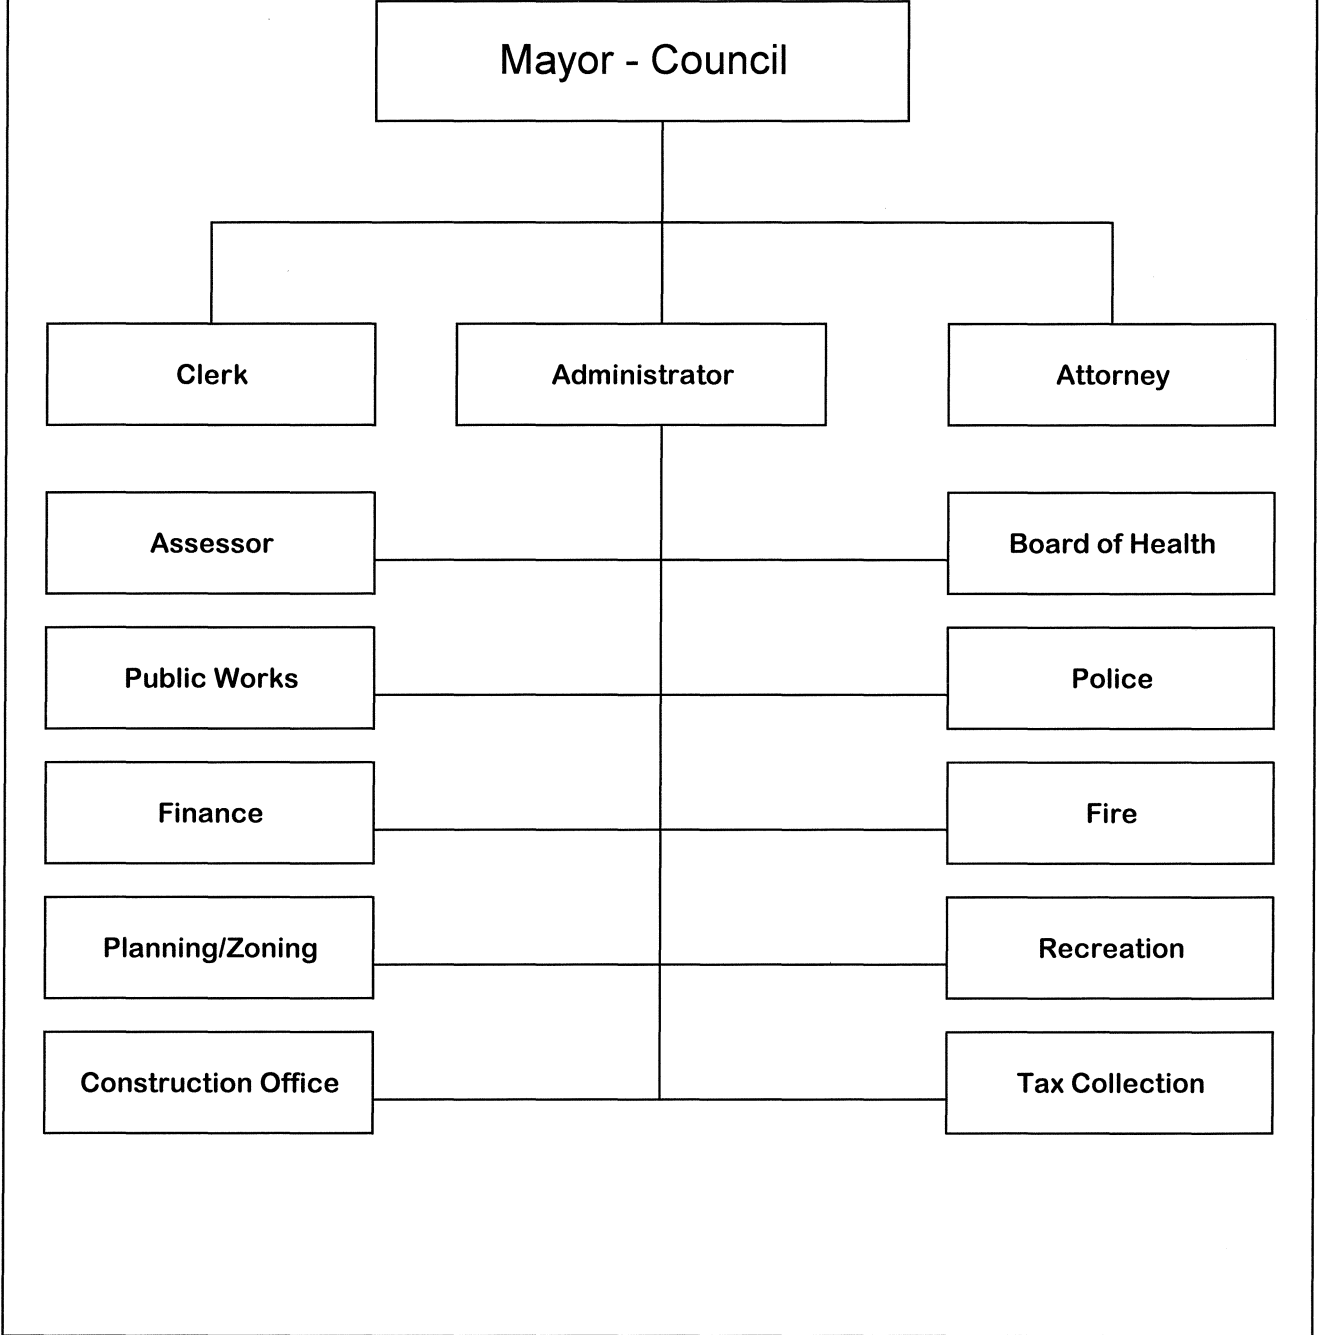 Mayor - Council
Clerk
Administrator
Attorney
Assessor
Board of Health
Public Works
Police
Finance
Fire
Planning/Zoning
Recreation
Construction Office
Tax Collection